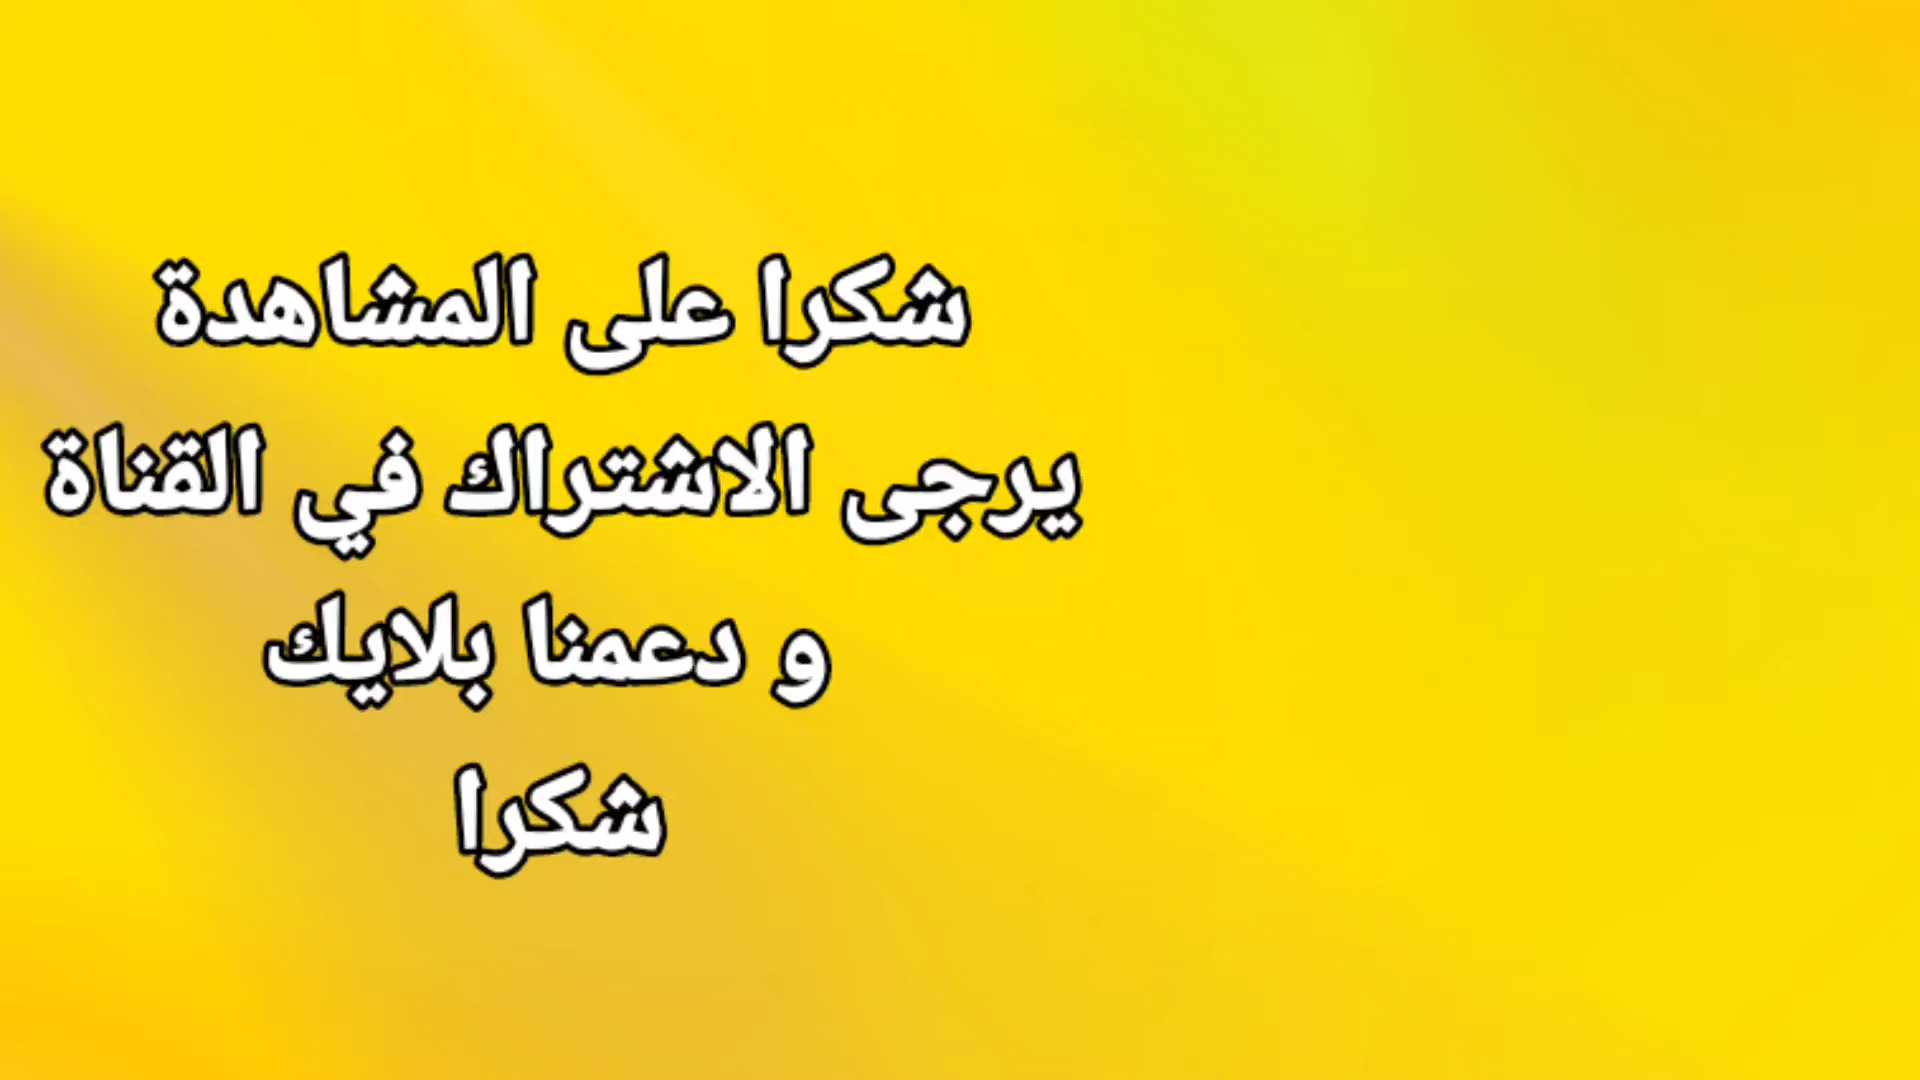 شكرا على المشاهدة
يرجى الاشتراك في القناة
و دعمنا بلايك
شكرا